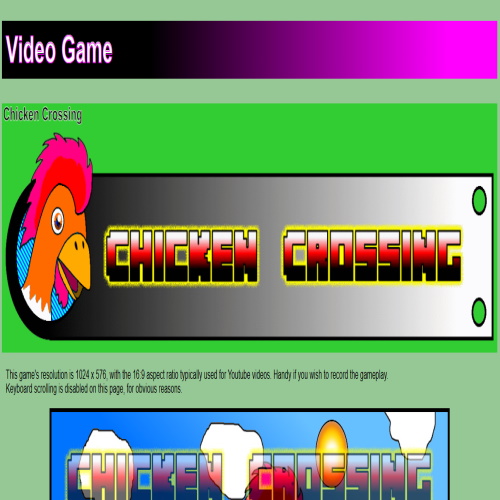 Video Game
Chicken Crossing
CHICKEN CROSSING
This game's resolution is 1024 x 576, with the 16:9 aspect ratio typically used for Youtube videos. Handy if you wish to record the gameplay.
Keyboard scrolling is disabled on this page, for obvious reasons.
CHICKEN CROSSING